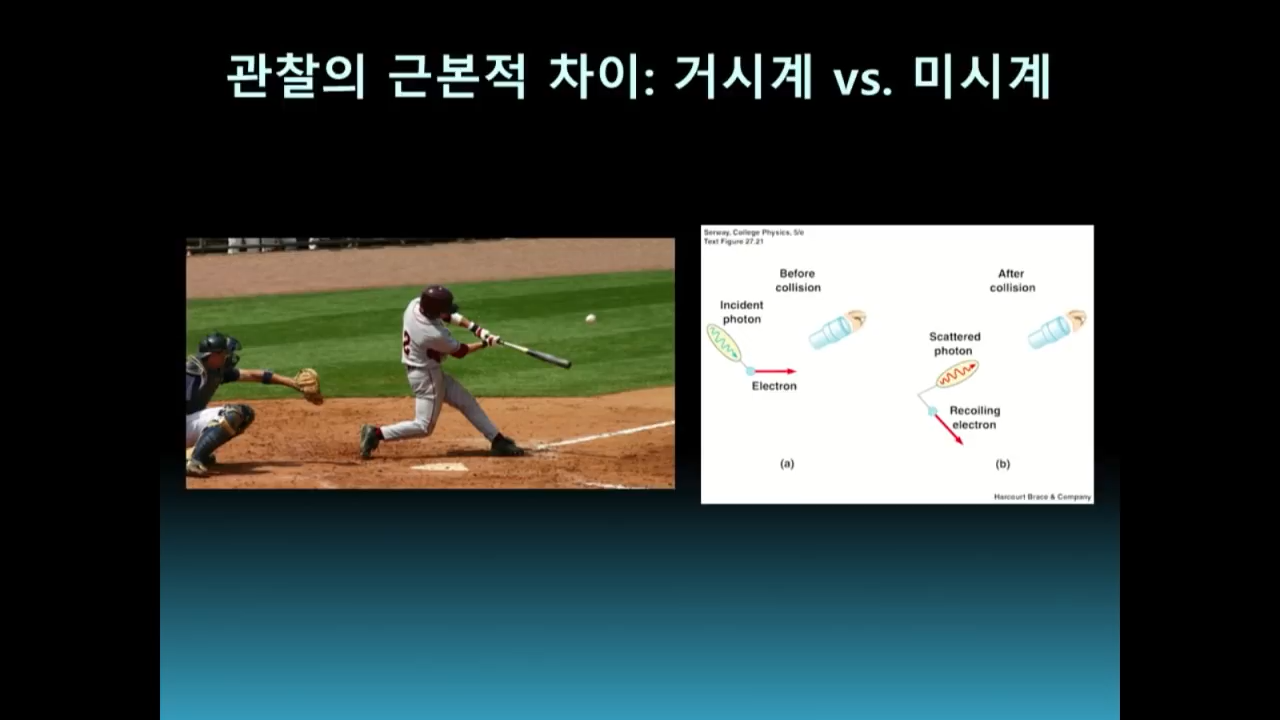 관찰의 근본적 차이: 거시계 vs. 미시계
Serway, College Physics, 5/e
Text Figure 27.21
Before
collision
After
collision
Incident
photon
Electron
Scattered
photon
Recoiling
electron
(a)
(b)
Harcourt Brace & Company
2